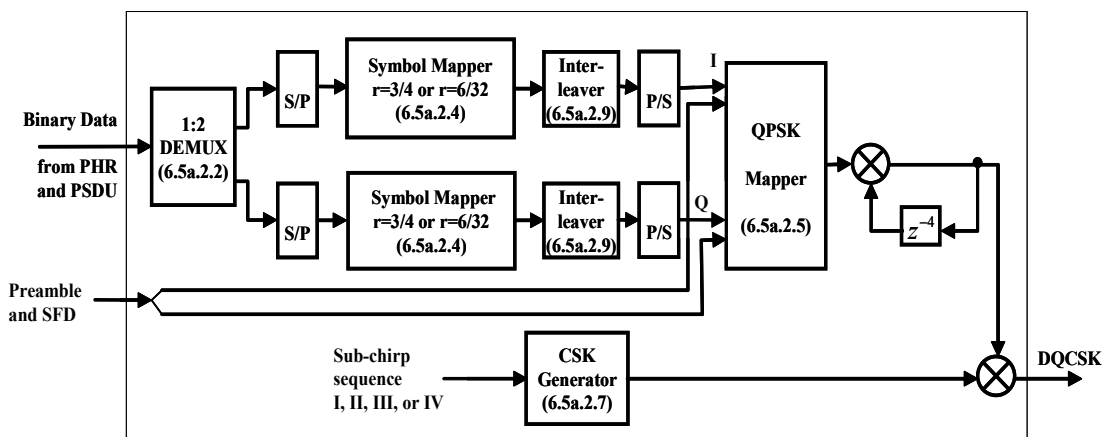 Binary Data
from PHR
and PSDU
1:2
DEMUX
(6.5a.2.2)
S/P
Symbol Mapper
r=3/4 or r=6/32
(6.5a.2.4)
Inter-
leaver
(6.5a.2.9)
P/S
I
S/P
Symbol Mapper
r=3/4 or r=6/32
(6.5a.2.4)
Inter-
leaver
(6.5a.2.9)
P/S
Q
QPSK
Mapper
(6.5a.2.5)
z⁻⁴
Preamble
and SFD
Sub-chirp
sequence
I, II, III, or IV
CSK
Generator
(6.5a.2.7)
DQCSK